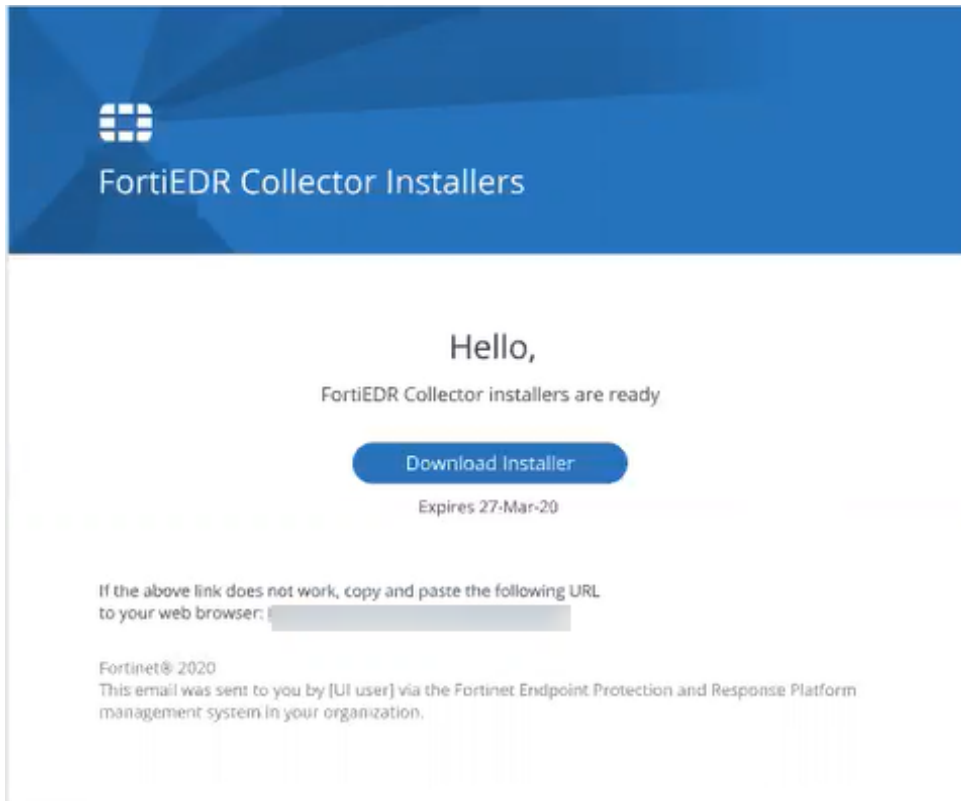 FortiEDR Collector Installers
Hello,
FortiEDR Collector installers are ready
Download Installer
Expires 27-Mar-20
If the above link does not work, copy and paste the following URL
to your web browser:
Fortinet® 2020
This email was sent to you by [UI user] via the Fortinet Endpoint Protection and Response Platform
management system in your organization.